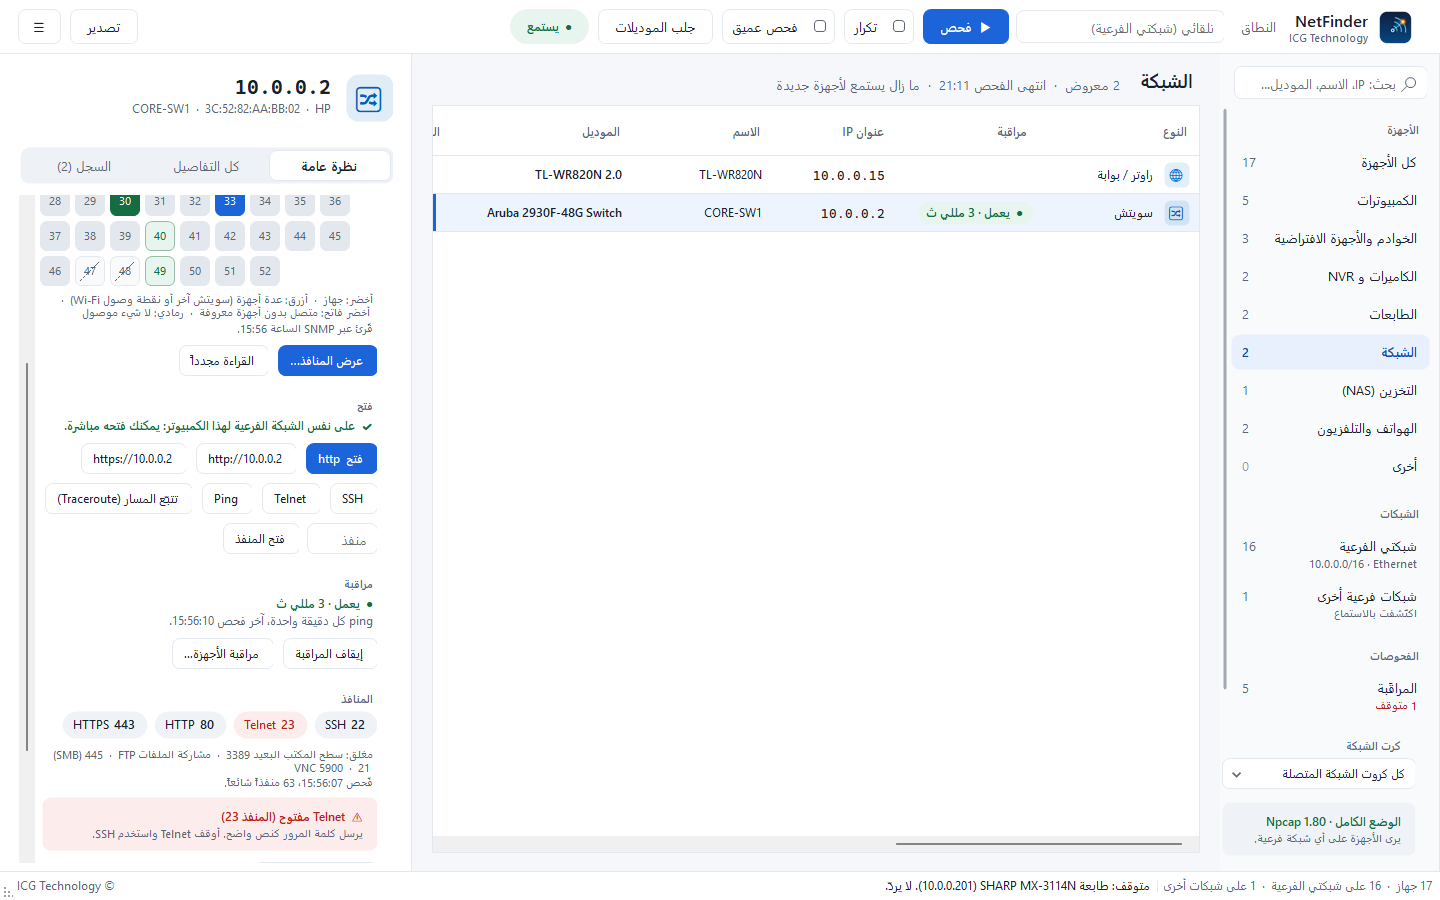 NetFinder
ICG Technology
النطاق
تلقائي (شبكتي الفرعية)
فحص
تكرار
فحص عميق
جلب الموديلات
● يستمع
تصدير
☰
بحث: IP، الاسم، الموديل...
الأجهزة
كل الأجهزة 17
الكمبيوترات 5
الخوادم والأجهزة الافتراضية 3
الكاميرات و NVR 2
الطابعات 2
الشبكة 2
التخزين (NAS) 1
الهواتف والتلفزيون 2
أخرى 0
الشبكات
شبكتي الفرعية 16
10.0.0.0/16 · Ethernet
شبكات فرعية أخرى 1
اكتُشفت بالاستماع
الفحوصات
المراقَبة 5
1 متوقف
كرت الشبكة
كل كروت الشبكة المتصلة
الوضع الكامل · Npcap 1.80
يرى الأجهزة على أي شبكة فرعية.
الشبكة
2 معروض · انتهى الفحص 21:11 · ما زال يستمع لأجهزة جديدة
النوع مراقبة عنوان IP الاسم الموديل
راوتر / بوابة 10.0.0.15 TL-WR820N TL-WR820N 2.0
سويتش ● يعمل · 3 مللي ث 10.0.0.2 CORE-SW1 Aruba 2930F-48G Switch
10.0.0.2
CORE-SW1 · 3C:52:82:AA:BB:02 · HP
نظرة عامة
كل التفاصيل
السجل (2)
28 29 30 31 32 33 34 35 36
37 38 39 40 41 42 43 44 45
46 47 48 49 50 51 52
أخضر: جهاز · أزرق: عدة أجهزة (سويتش آخر أو نقطة وصول Wi-Fi) ·
أخضر فاتح: متصل بدون أجهزة معروفة · رمادي: لا شيء موصول
قُرئ عبر SNMP الساعة 15:56.
عرض المنافذ...
القراءة مجدداً
فتح
✔ على نفس الشبكة الفرعية لهذا الكمبيوتر: يمكنك فتحه مباشرة.
فتح http
http://10.0.0.2
https://10.0.0.2
SSH
Telnet
Ping
تتبّع المسار (Traceroute)
منفذ
فتح المنفذ
مراقبة
● يعمل · 3 مللي ث
ping كل دقيقة واحدة، آخر فحص 15:56:10.
إيقاف المراقبة
مراقبة الأجهزة...
المنافذ
SSH 22
Telnet 23
HTTP 80
HTTPS 443
مغلق: سطح المكتب البعيد 3389 · مشاركة الملفات (SMB) 445 · FTP
21 · VNC 5900
فُحص 15:56:07، 63 منفذاً شائعاً.
⚠ Telnet مفتوح (المنفذ 23)
يرسل كلمة المرور كنص واضح. أوقف Telnet واستخدم SSH.
17 جهاز · 16 على شبكتي الفرعية · 1 على شبكات أخرى
متوقف: طابعة SHARP MX-3114N (10.0.0.201). لا يردّ.
ICG Technology ©